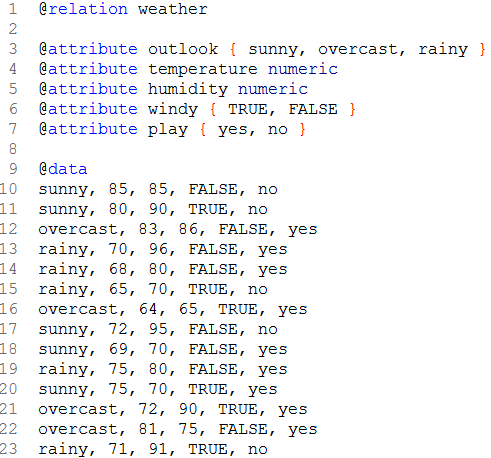 1 @relation weather
2
3 @attribute outlook { sunny, overcast, rainy }
4 @attribute temperature numeric
5 @attribute humidity numeric
6 @attribute windy { TRUE, FALSE }
7 @attribute play { yes, no }
8
9 @data
10 sunny, 85, 85, FALSE, no
11 sunny, 80, 90, TRUE, no
12 overcast, 83, 86, FALSE, yes
13 rainy, 70, 96, FALSE, yes
14 rainy, 68, 80, FALSE, yes
15 rainy, 65, 70, TRUE, no
16 overcast, 64, 65, TRUE, yes
17 sunny, 72, 95, FALSE, no
18 sunny, 69, 70, FALSE, yes
19 rainy, 75, 80, FALSE, yes
20 sunny, 75, 70, TRUE, yes
21 overcast, 72, 90, TRUE, yes
22 overcast, 81, 75, FALSE, yes
23 rainy, 71, 91, TRUE, no